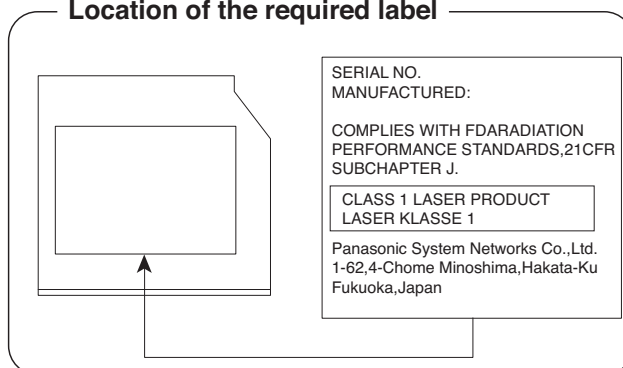 Location of the required label
SERIAL NO.
MANUFACTURED:
COMPLIES WITH FDARADIATION
PERFORMANCE STANDARDS,21CFR
SUBCHAPTER J.
CLASS 1 LASER PRODUCT
LASER KLASSE 1
Panasonic System Networks Co.,Ltd.
1-62,4-Chome Minoshima,Hakata-Ku
Fukuoka,Japan